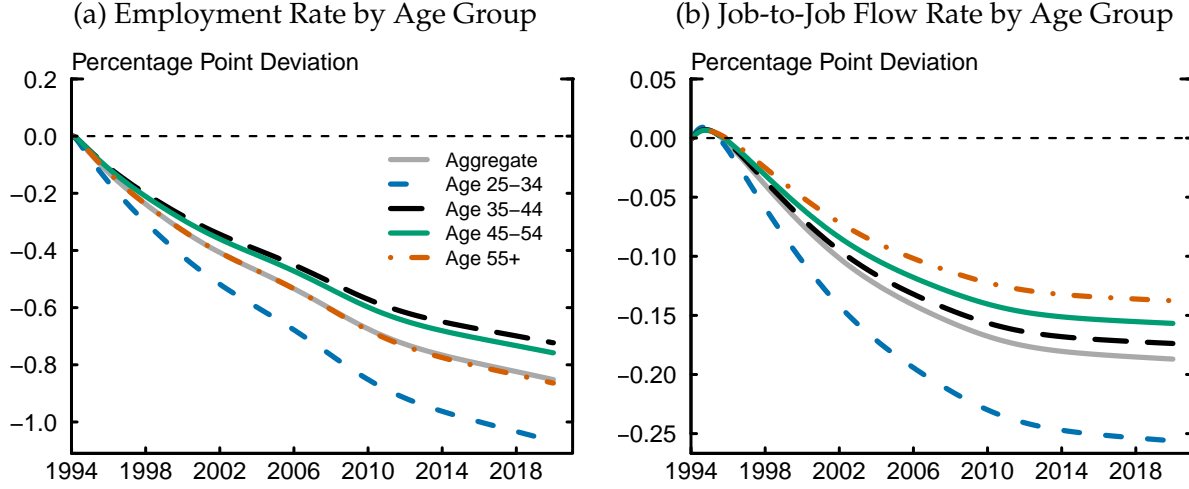 (a) Employment Rate by Age Group
Percentage Point Deviation
0.2
0.0
−0.2
−0.4
−0.6
−0.8
−1.0
1994 1998 2002 2006 2010 2014 2018
Aggregate
Age 25−34
Age 35−44
Age 45−54
Age 55+
(b) Job-to-Job Flow Rate by Age Group
Percentage Point Deviation
0.05
0.00
−0.05
−0.10
−0.15
−0.20
−0.25
1994 1998 2002 2006 2010 2014 2018